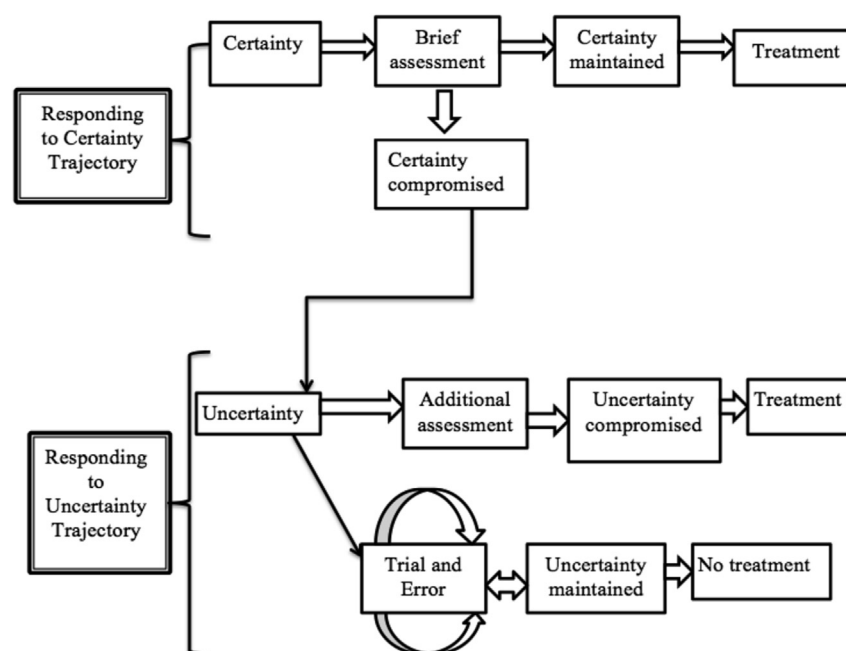 Responding
to Certainty
Trajectory
Certainty
Brief
assessment
Certainty
maintained
Treatment
Certainty
compromised
Responding
to
Uncertainty
Trajectory
Uncertainty
Additional
assessment
Uncertainty
compromised
Treatment
Trial and
Error
Uncertainty
maintained
No treatment